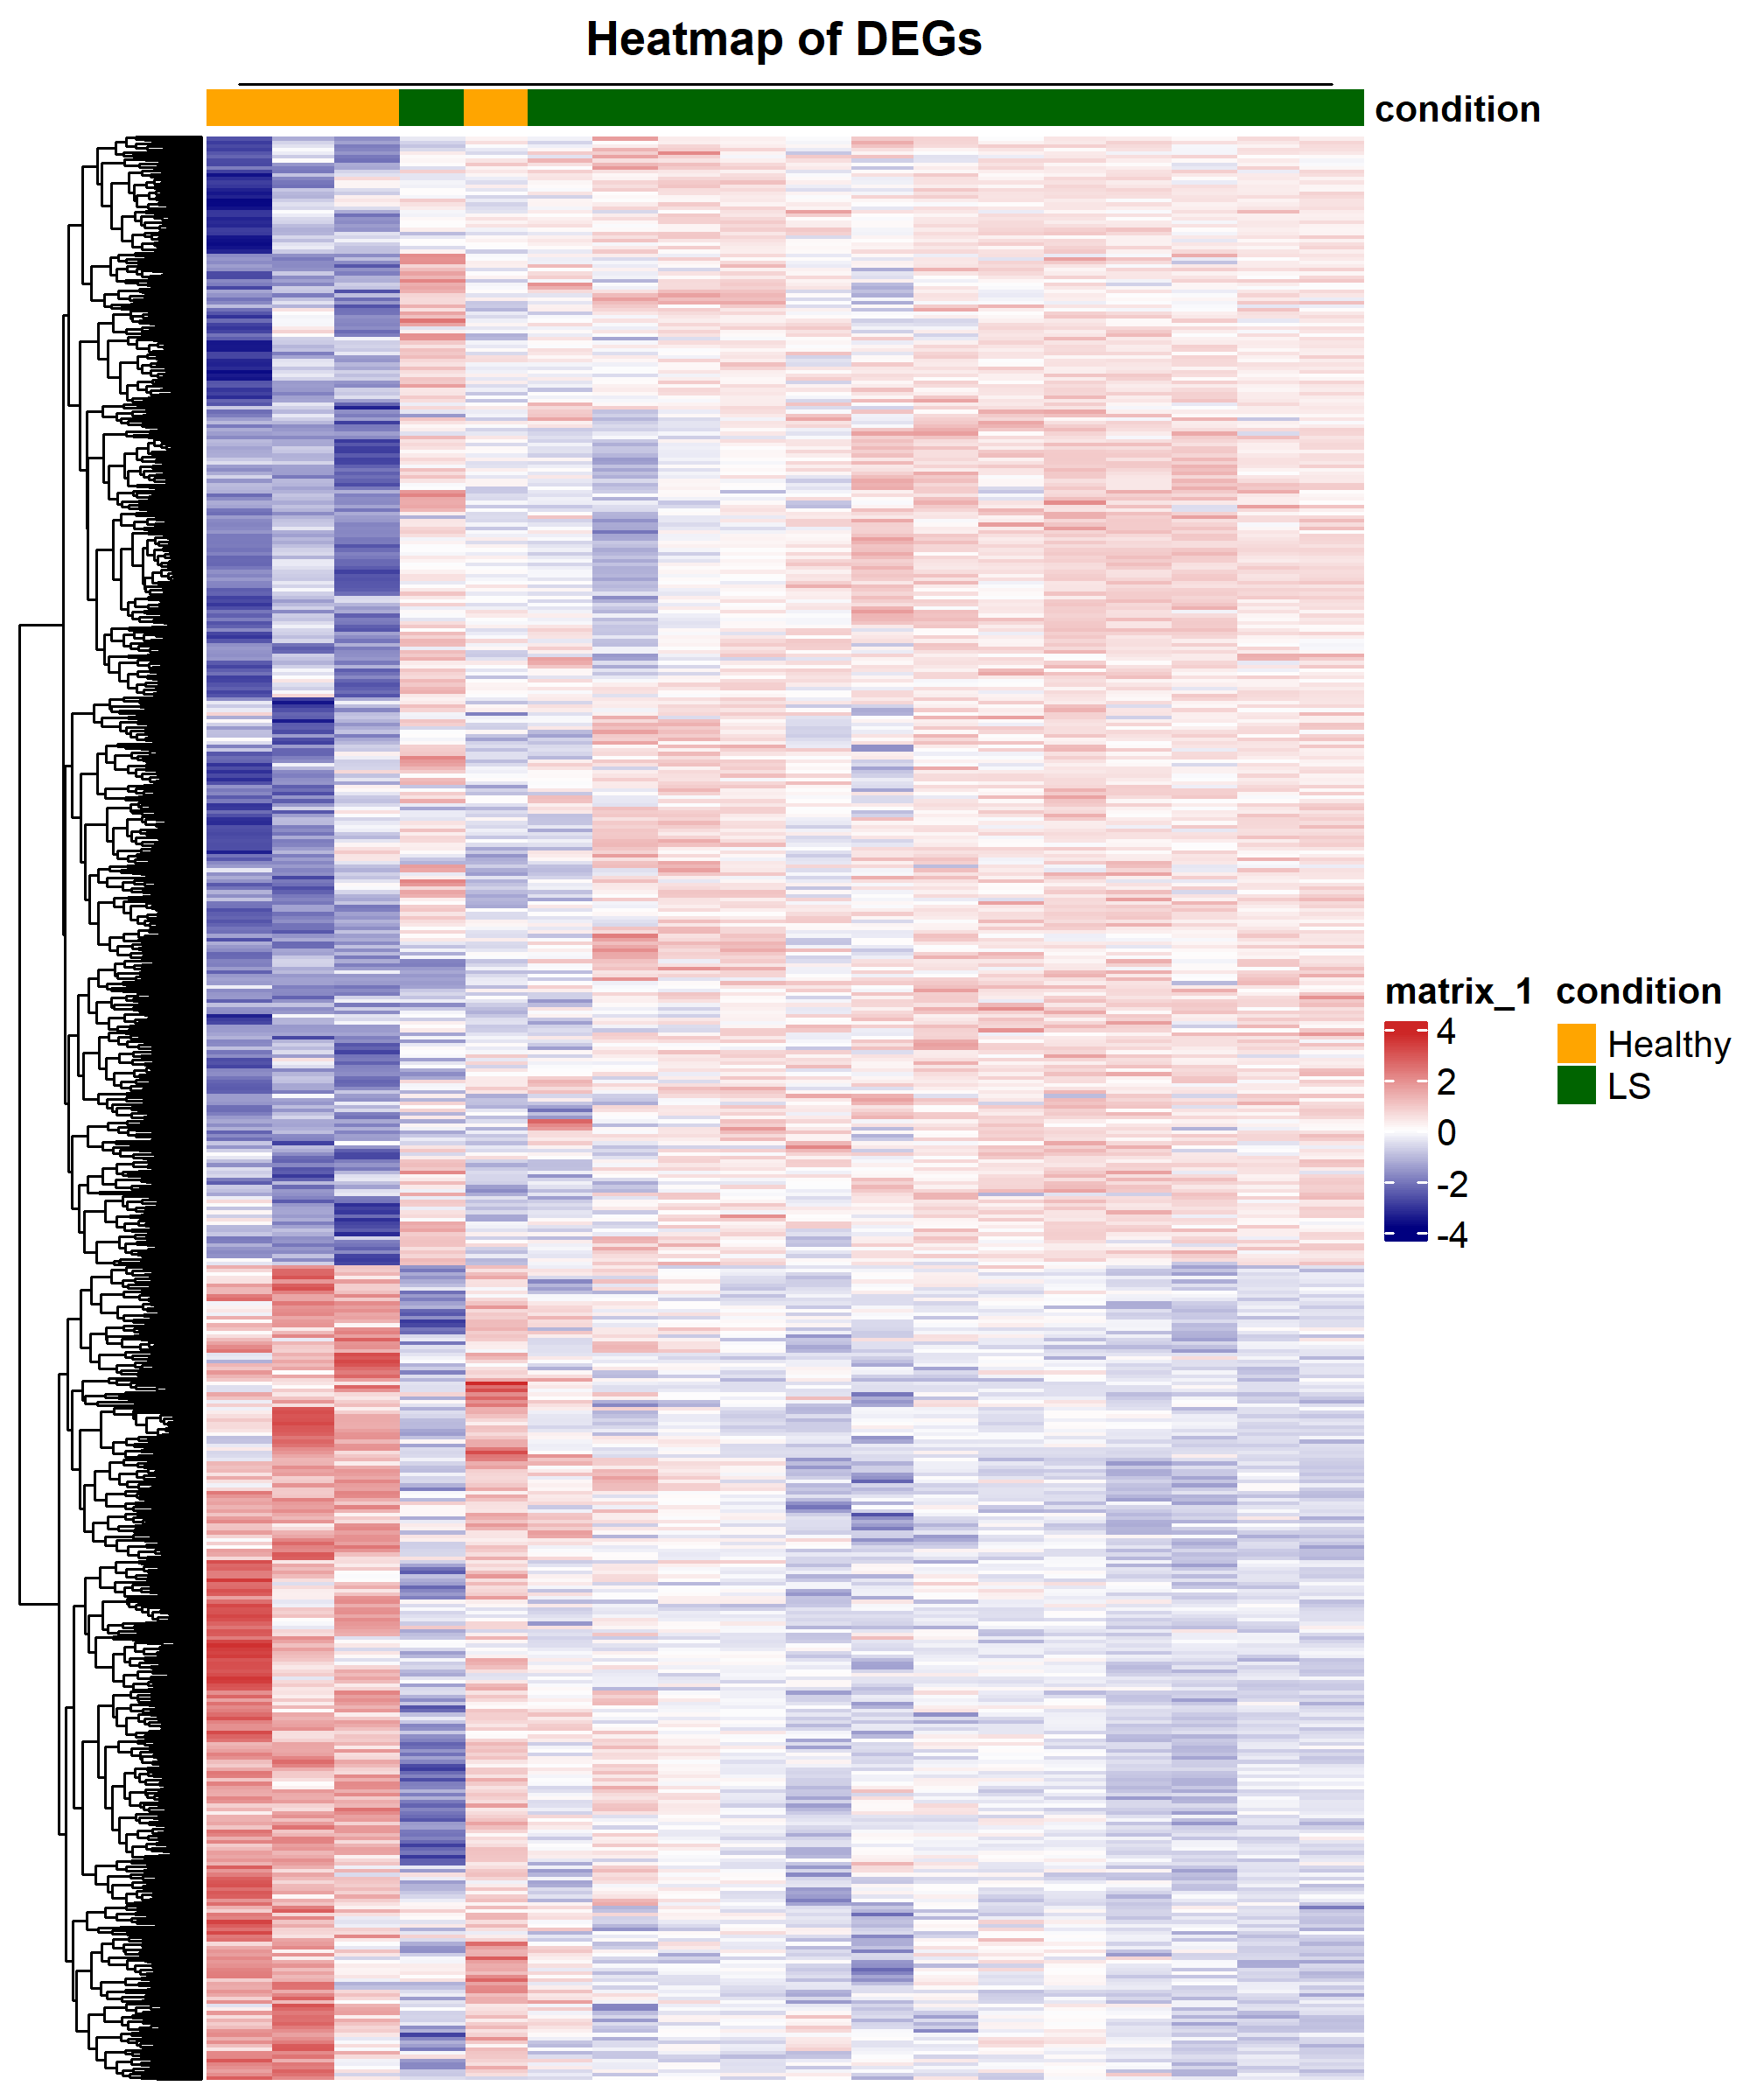 Heatmap of DEGs
condition
matrix_1
4
2
0
-2
-4
condition
Healthy
LS